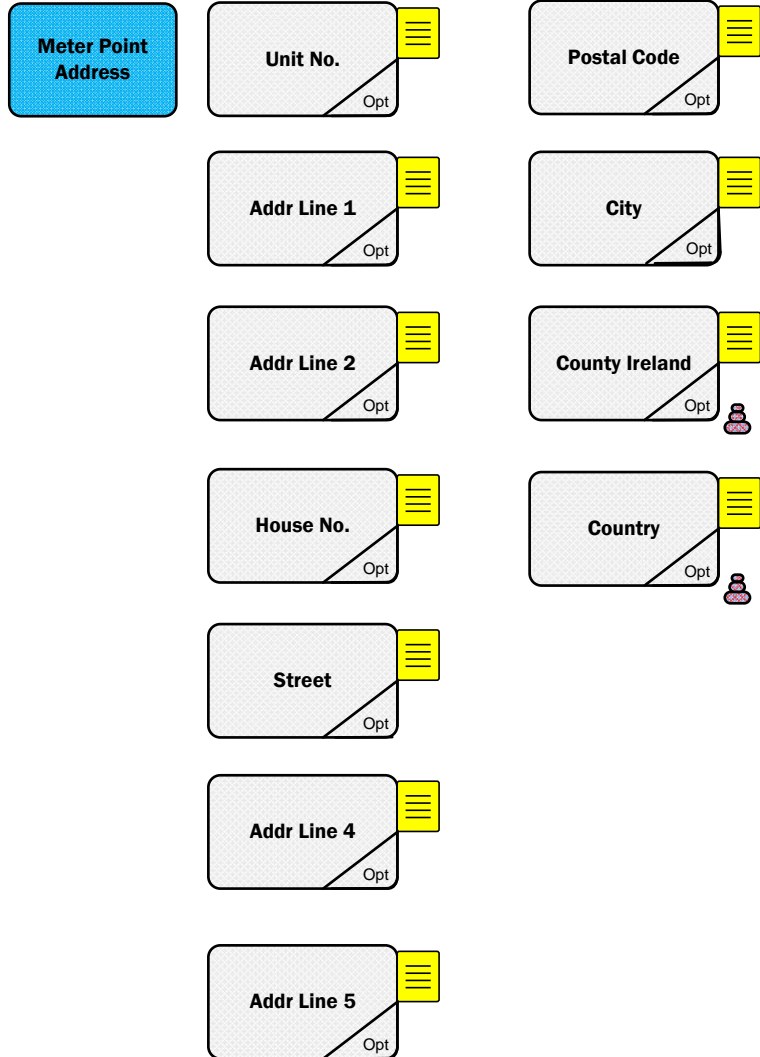 Meter Point
Address
Unit No.
Opt
Addr Line 1
Opt
Addr Line 2
Opt
House No.
Opt
Street
Opt
Addr Line 4
Opt
Addr Line 5
Opt
Postal Code
Opt
City
Opt
County Ireland
Opt
Country
Opt